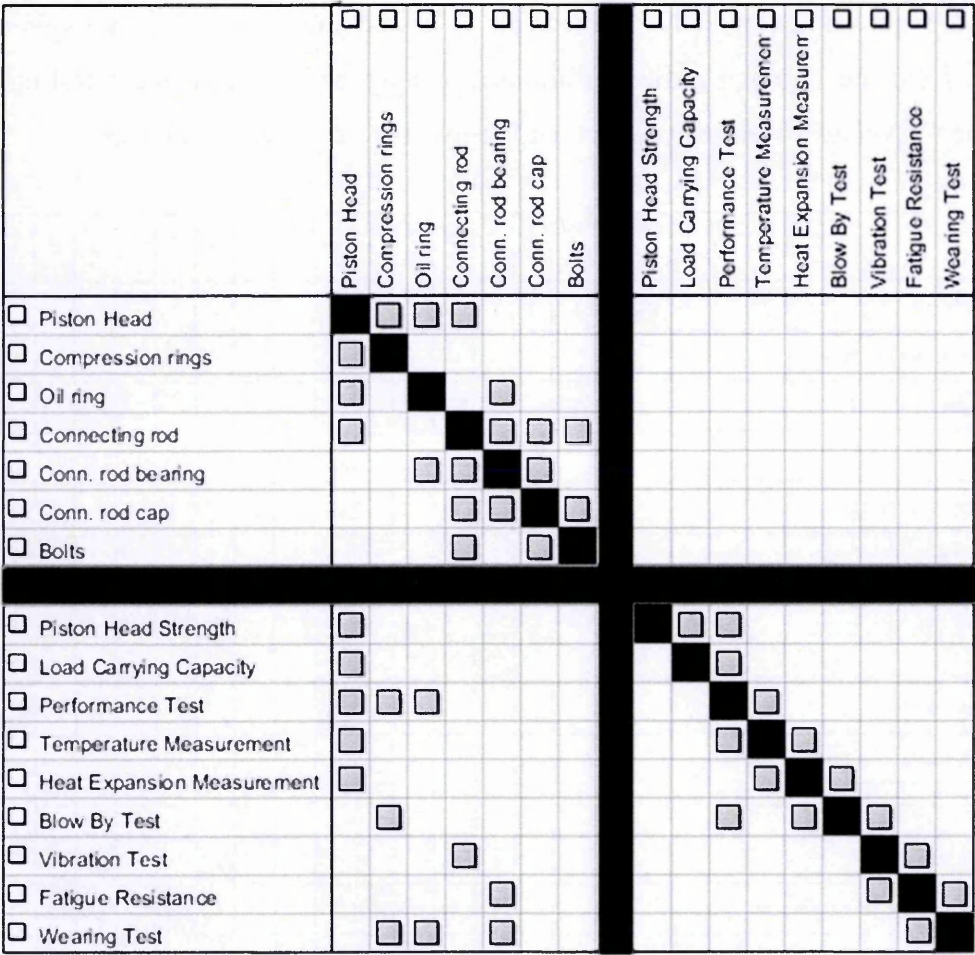 Piston Head
Compression rings
Oil ring
Connecting rod
Conn. rod bearing
Conn. rod cap
Bolts
Piston Head Strength
Load Carrying Capacity
Performance Test
Temperature Measuremen
Heat Expansion Measurem
Blow By Test
Vibration Test
Fatigue Resistance
Wearing Test
Piston Head
Compression rings
Oil ring
Connecting rod
Conn. rod bearing
Conn. rod cap
Bolts
Piston Head Strength
Load Carrying Capacity
Performance Test
Temperature Measurement
Heat Expansion Measurement
Blow By Test
Vibration Test
Fatigue Resistance
Wearing Test